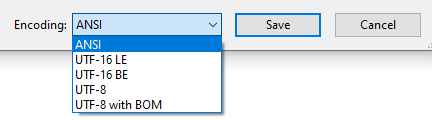 Encoding: ANSI Save Cancel
ANSI
UTF-16 LE
UTF-16 BE
UTF-8
UTF-8 with BOM